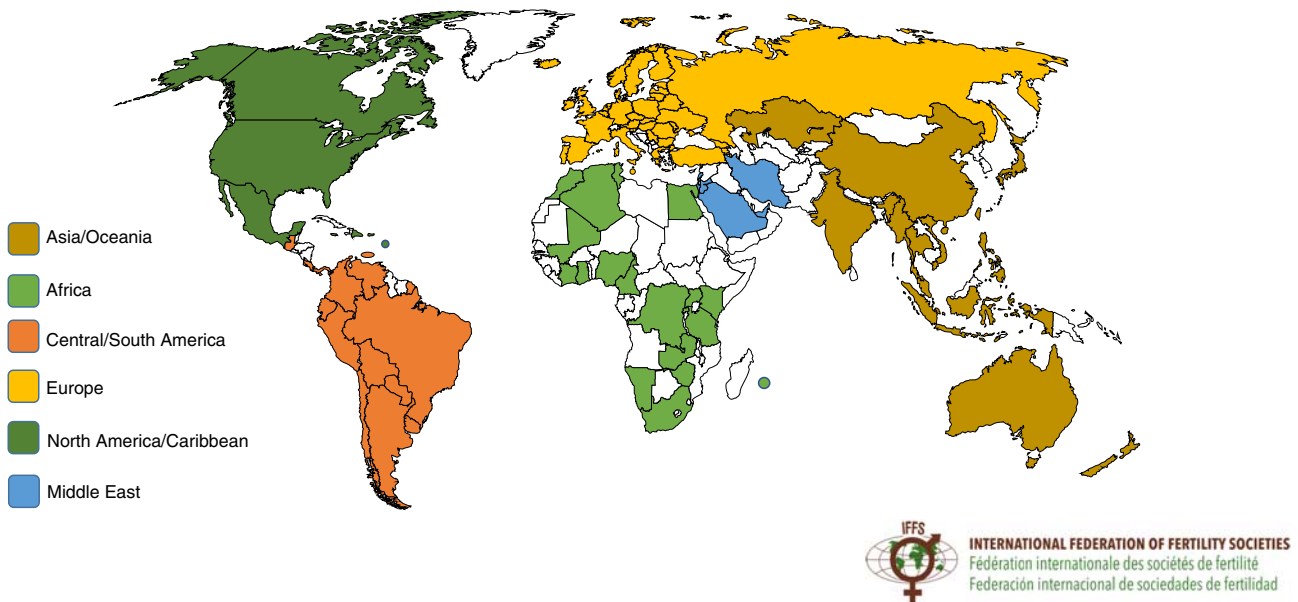 Asia/Oceania
Africa
Central/South America
Europe
North America/Caribbean
Middle East
IFFS
INTERNATIONAL FEDERATION OF FERTILITY SOCIETIES
Fédération internationale des sociétés de fertilité
Federación internacional de sociedades de fertilidad